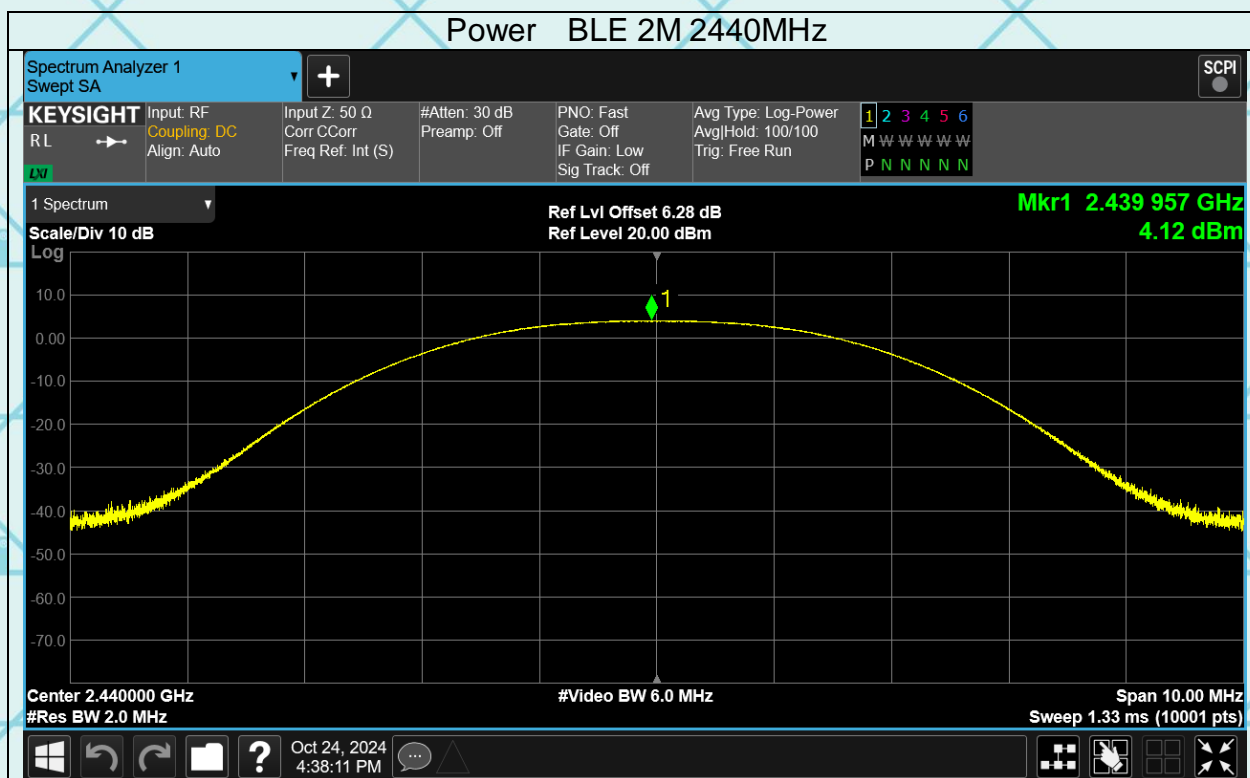 Power BLE 2M 2440MHz
Spectrum Analyzer 1
Swept SA
SCPI
KEYSIGHT
RL
LXI
Input: RF
Coupling: DC
Align: Auto
Input Z: 50 Ω
Corr CCorr
Freq Ref: Int (S)
#Atten: 30 dB
Preamp: Off
PNO: Fast
Gate: Off
IF Gain: Low
Sig Track: Off
Avg Type: Log-Power
Avg|Hold: 100/100
Trig: Free Run
1 2 3 4 5 6
M W W W W W
P N N N N N
1 Spectrum
Scale/Div 10 dB
Log
Ref Lvl Offset 6.28 dB
Ref Level 20.00 dBm
Mkr1 2.439 957 GHz
4.12 dBm
1
10.0
0.00
-10.0
-20.0
-30.0
-40.0
-50.0
-60.0
-70.0
Center 2.440000 GHz
#Res BW 2.0 MHz
#Video BW 6.0 MHz
Span 10.00 MHz
Sweep 1.33 ms (10001 pts)
?
Oct 24, 2024
4:38:11 PM